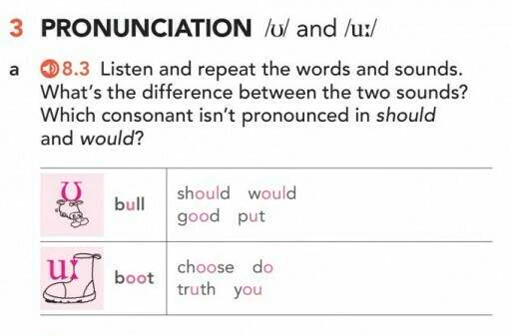 3 PRONUNCIATION /ʊ/ and /uː/
a 8.3 Listen and repeat the words and sounds.
What's the difference between the two sounds?
Which consonant isn't pronounced in should
and would?
ʊ
bull
should would
good put
uː
boot
choose do
truth you